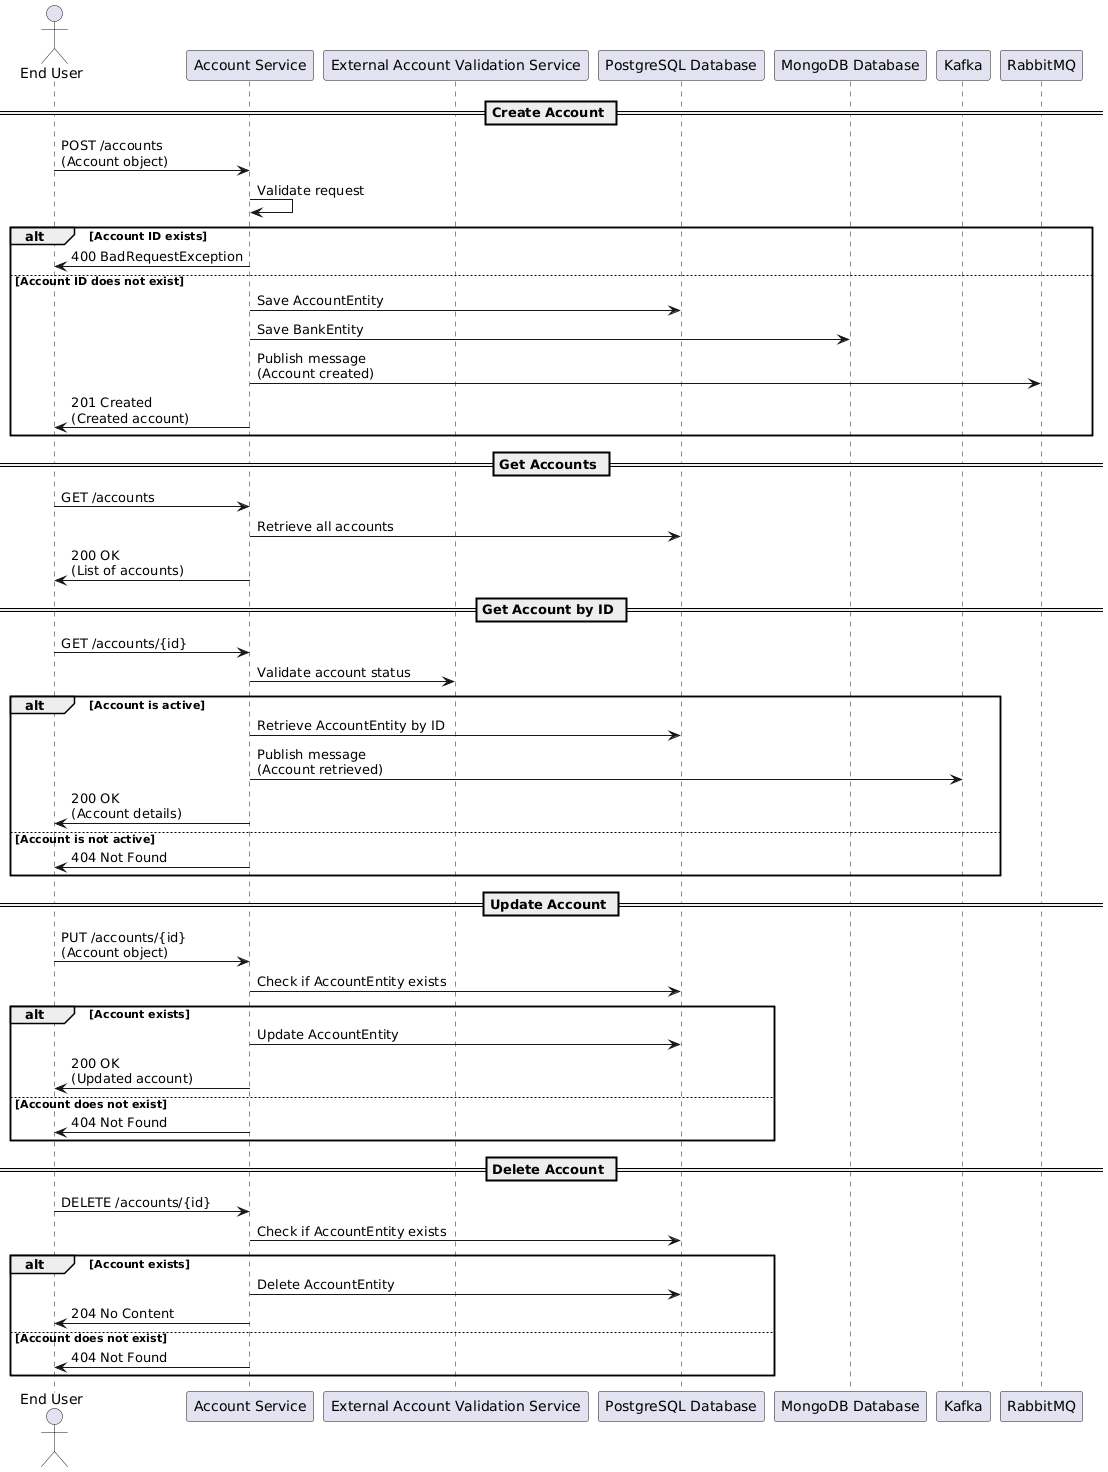 End User
Account Service
External Account Validation Service
PostgreSQL Database
MongoDB Database
Kafka
RabbitMQ
Create Account
POST /accounts
(Account object)
Validate request
alt [Account ID exists]
400 BadRequestException
[Account ID does not exist]
Save AccountEntity
Save BankEntity
Publish message
(Account created)
201 Created
(Created account)
Get Accounts
GET /accounts
Retrieve all accounts
200 OK
(List of accounts)
Get Account by ID
GET /accounts/{id}
Validate account status
alt [Account is active]
Retrieve AccountEntity by ID
Publish message
(Account retrieved)
200 OK
(Account details)
[Account is not active]
404 Not Found
Update Account
PUT /accounts/{id}
(Account object)
Check if AccountEntity exists
alt [Account exists]
Update AccountEntity
200 OK
(Updated account)
[Account does not exist]
404 Not Found
Delete Account
DELETE /accounts/{id}
Check if AccountEntity exists
alt [Account exists]
Delete AccountEntity
204 No Content
[Account does not exist]
404 Not Found
End User
Account Service
External Account Validation Service
PostgreSQL Database
MongoDB Database
Kafka
RabbitMQ